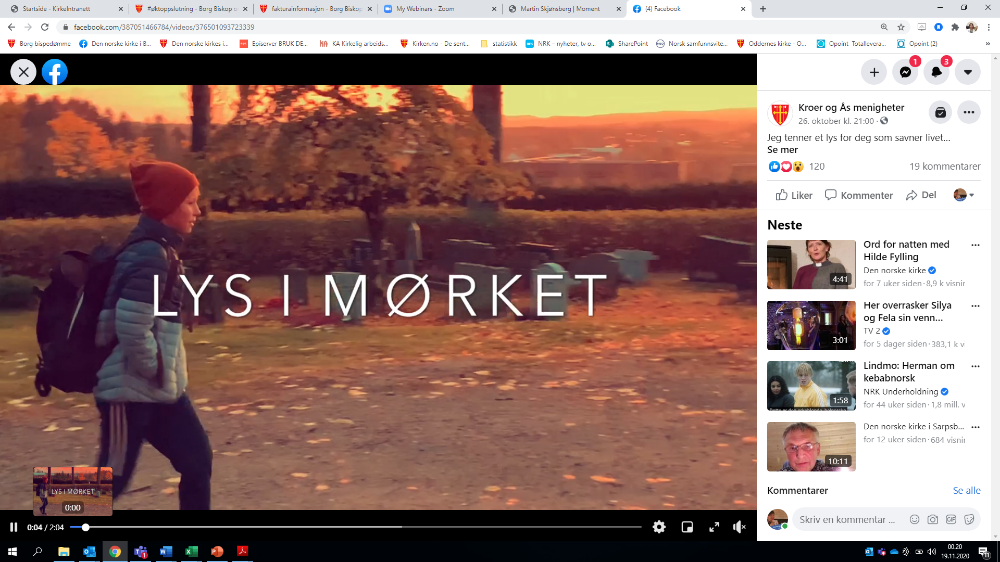 Startside - KirkeIntranett
#øktoppslutning - Borg Biskop o
fakturainformasjon - Borg Biskop
My Webinars - Zoom
Martin Skjønsberg | Moment
(4) Facebook
facebook.com/387051466784/videos/376501093723339
Borg bispedømme
Den norske kirke i B...
Den norske kirkes i...
Episerver BRUK DE...
KA Kirkelig arbeids...
Kirken.no - De sent...
statistikk
NRK – nyheter, tv o...
SharePoint
Norsk samfunnsvite...
Oddernes kirke - O...
Opoint Totallevera...
Opoint (2)
»
1
3
Kroer og Ås menigheter
26. oktober kl. 21:00 ·
Jeg tenner et lys for deg som savner livet...
Se mer
120
19 kommentarer
Liker
Kommenter
Del
LYS I MØRKET
Neste
Ord for natten med
Hilde Fylling
Den norske kirke
for 7 uker siden · 8,9 k visnir
4:41
Her overrasker Silya
og Fela sin venn...
TV 2
for 5 dager siden · 383,1 k vi
3:01
Lindmo: Herman om
kebabnorsk
NRK Underholdning
for 44 uker siden · 1,8 mill. v
1:58
Den norske kirke i Sarpsb...
for 12 uker siden · 684 visnir
10:11
Kommentarer
Se alle
Skriv en kommentar ...
GIF
LYS I MØRKET
0:00
0:04 / 2:04
1
00.20
19.11.2020
11